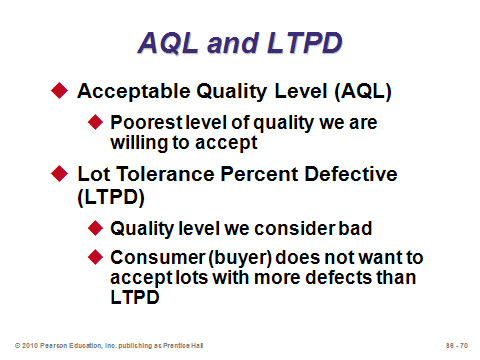 AQL and LTPD
Acceptable Quality Level (AQL)
Poorest level of quality we are
willing to accept
Lot Tolerance Percent Defective
(LTPD)
Quality level we consider bad
Consumer (buyer) does not want to
accept lots with more defects than
LTPD
© 2010 Pearson Education, Inc. publishing as Prentice Hall
S6 - 70